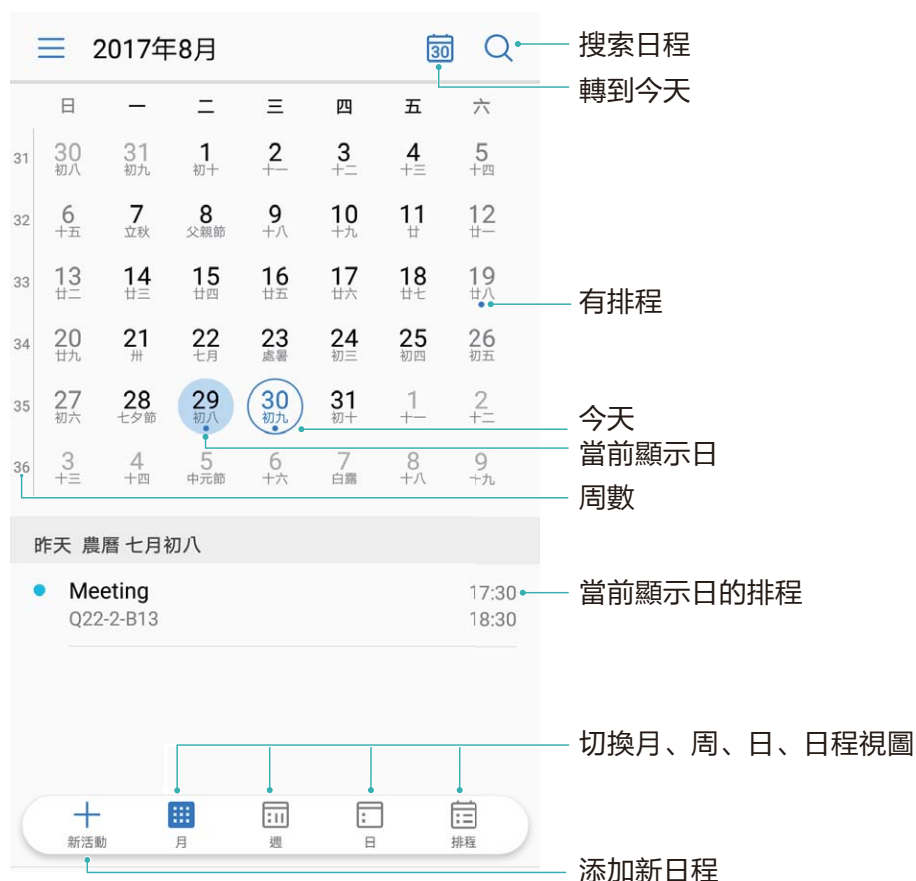 2017年8月
30
搜索日程
轉到今天
日 一 二 三 四 五 六
31 30 31 1 2 3 4 5
初八 初九 初十 十一 十二 十三 十四
32 6 7 8 9 10 11 12
十五 立秋 父親節 十八 十九 廿 廿一
33 13 14 15 16 17 18 19
廿二 廿三 廿四 廿五 廿六 廿七 廿八
有排程
34 20 21 22 23 24 25 26
廿九 卅 七月 處暑 初三 初四 初五
35 27 28 29 30 31 1 2
初六 七夕節 初八 初九 初十 十一 十二
今天
當前顯示日
36 3 4 5 6 7 8 9
十三 十四 中元節 十六 白露 十八 十九
周數
昨天 農曆七月初八
Meeting 17:30
當前顯示日的排程
Q22-2-B13 18:30
切換月、周、日、日程視圖
新活動 月 週 日 排程
添加新日程